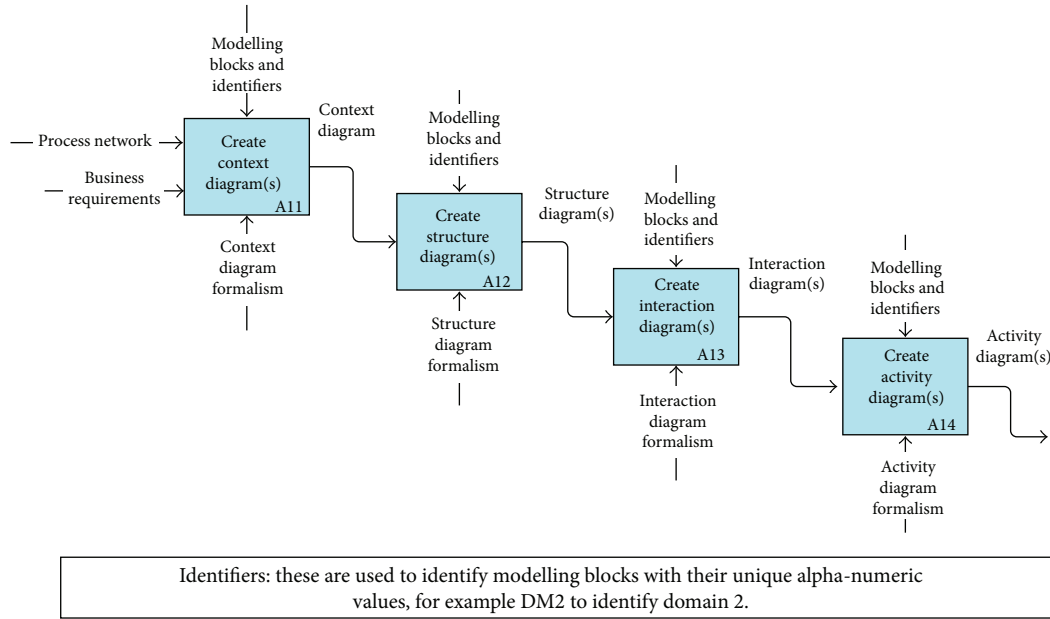 Modelling
blocks and
identifiers
Process network
Business
requirements
Create
context
diagram(s)
A11
Context
diagram
formalism
Context
diagram
Modelling
blocks and
identifiers
Create
structure
diagram(s)
A12
Structure
diagram
formalism
Structure
diagram(s)
Modelling
blocks and
identifiers
Create
interaction
diagram(s)
A13
Interaction
diagram
formalism
Interaction
diagram(s)
Modelling
blocks and
identifiers
Create
activity
diagram(s)
A14
Activity
diagram
formalism
Activity
diagram(s)
Identifiers: these are used to identify modelling blocks with their unique alpha-numeric
values, for example DM2 to identify domain 2.